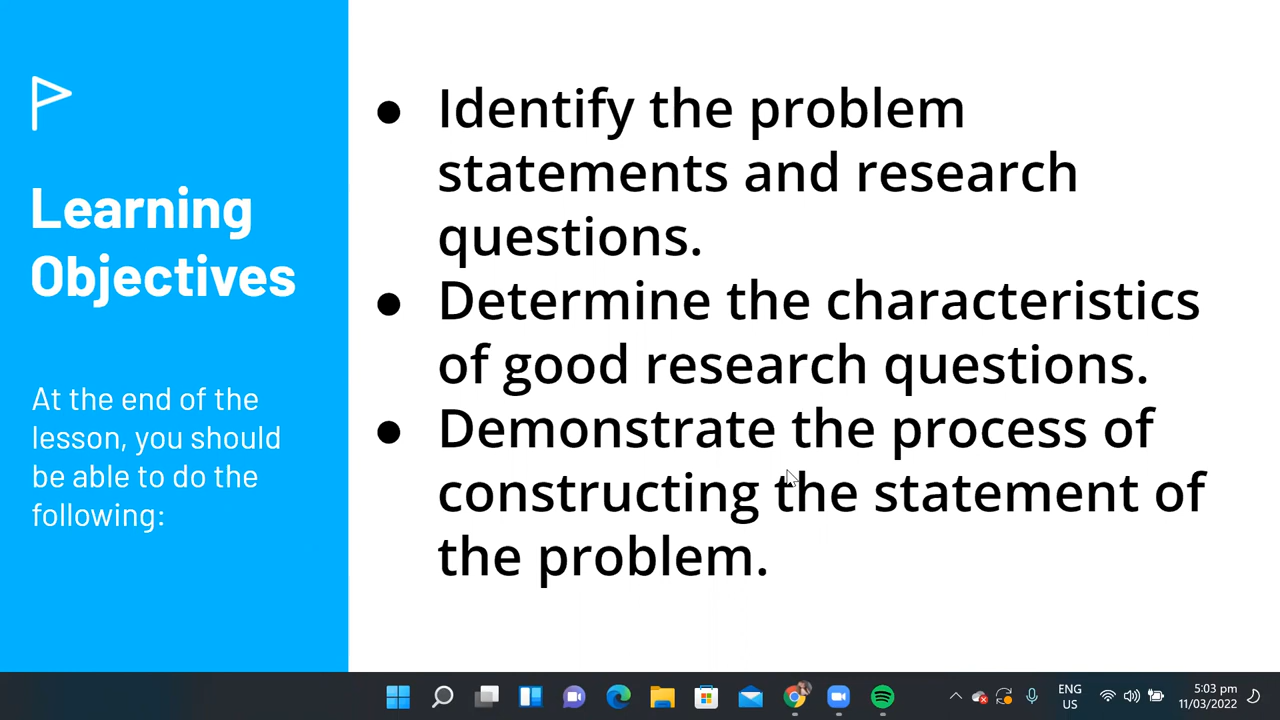 Learning
Objectives
At the end of the
lesson, you should
be able to do the
following:
● Identify the problem
statements and research
questions.
● Determine the characteristics
of good research questions.
● Demonstrate the process of
constructing the statement of
the problem.
ENG
US
5:03 pm
11/03/2022